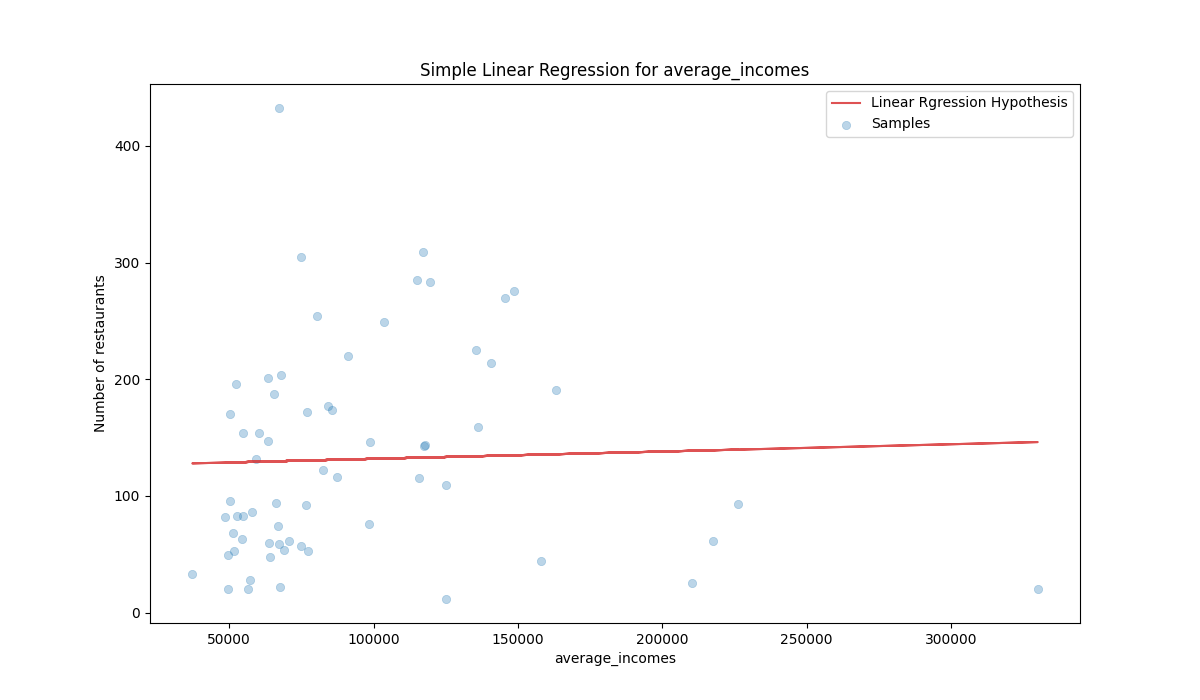 Simple Linear Regression for average_incomes
Linear Rgression Hypothesis
Samples
Number of restaurants
400
300
200
100
0
50000
100000
150000
200000
250000
300000
average_incomes